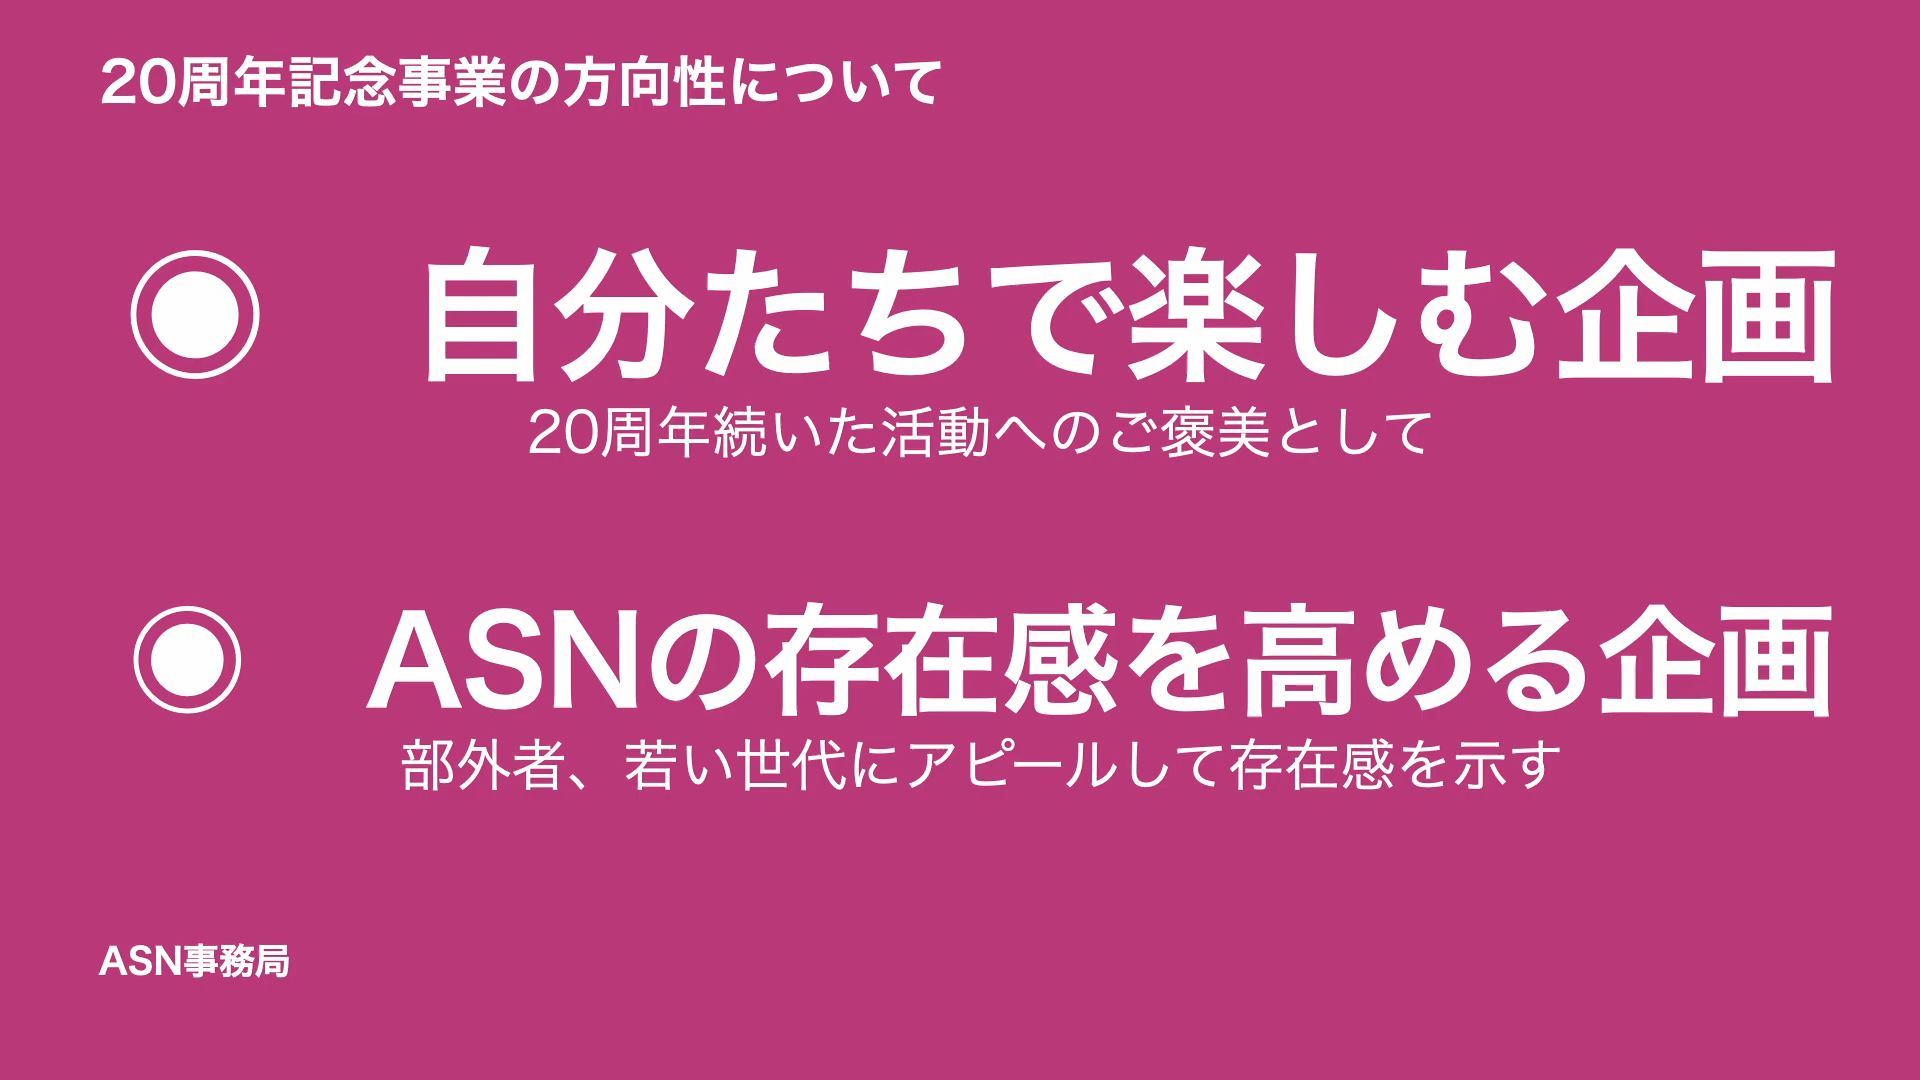 20周年記念事業の方向性について
◉ 自分たちで楽しむ企画
20周年続いた活動へのご褒美として
◉ ASNの存在感を高める企画
部外者、若い世代にアピールして存在感を示す
ASN事務局